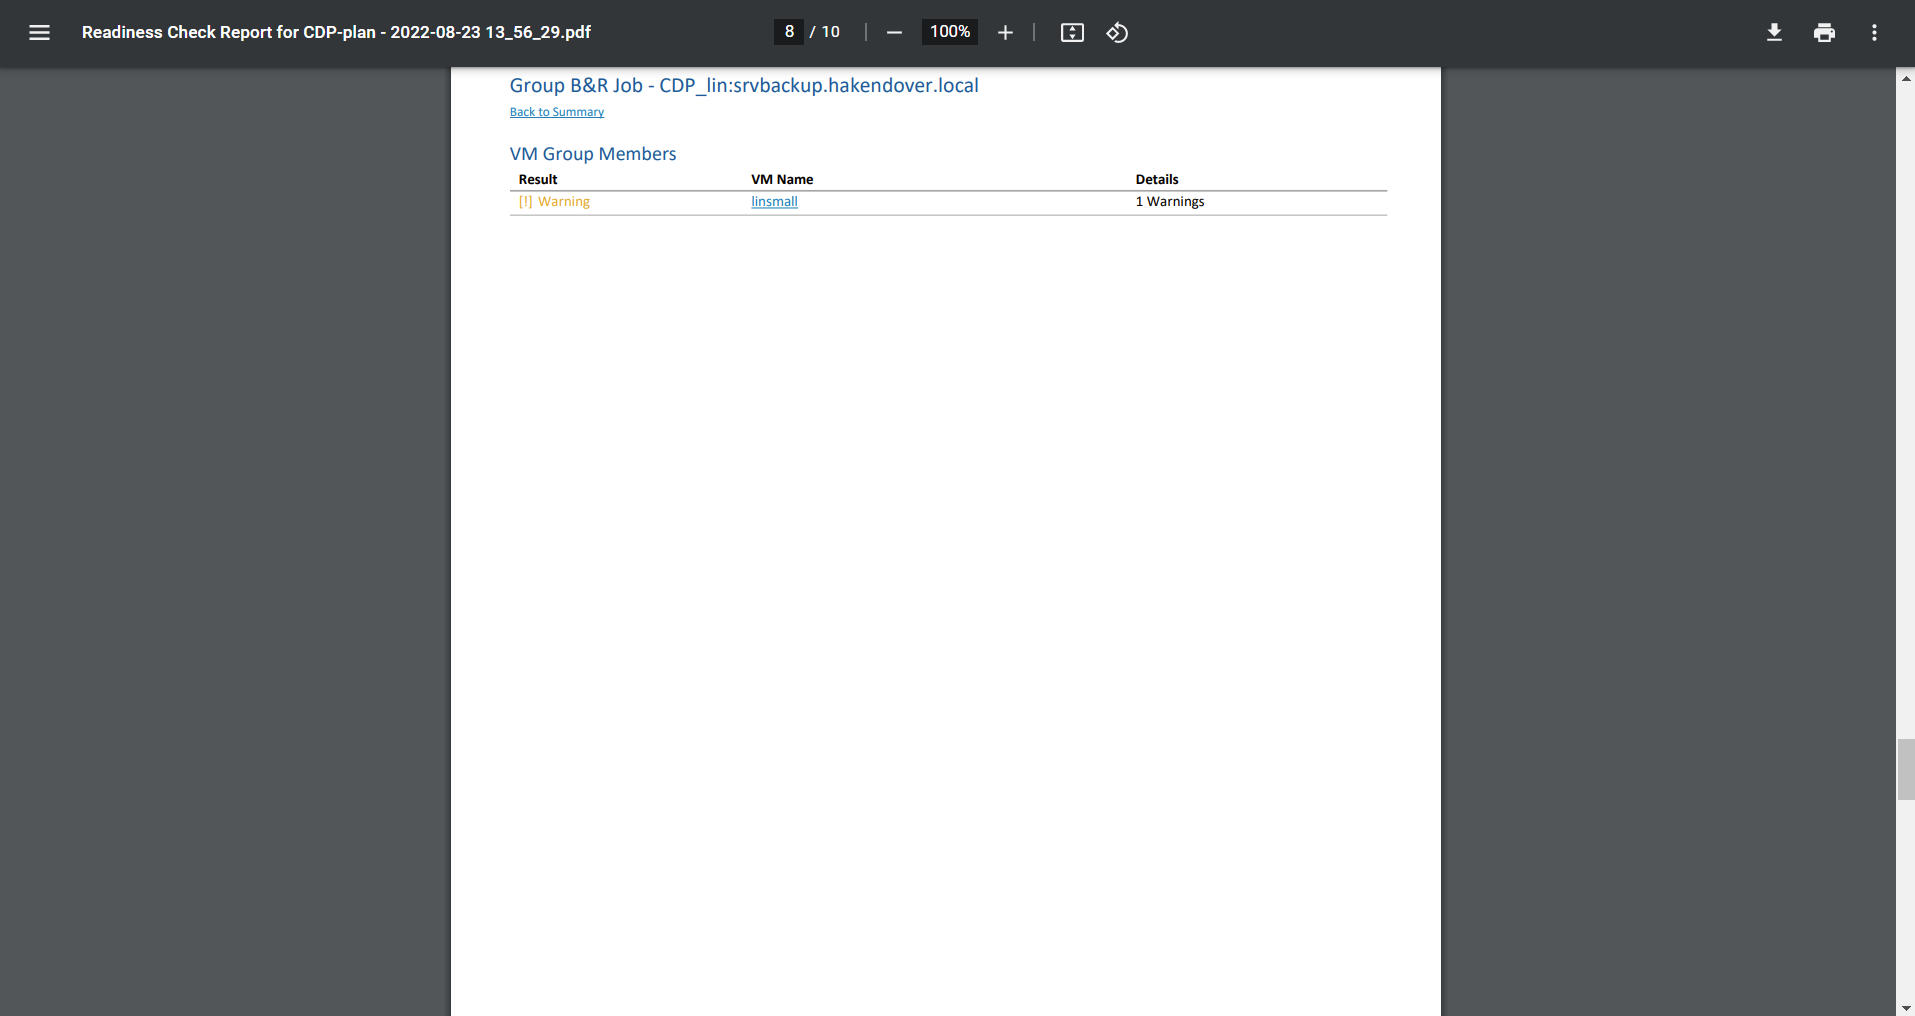 Readiness Check Report for CDP-plan - 2022-08-23 13_56_29.pdf
8 / 10
100%
Group B&R Job - CDP_lin:srvbackup.hakendover.local
Back to Summary
VM Group Members
Result VM Name Details
[!] Warning linsmall 1 Warnings